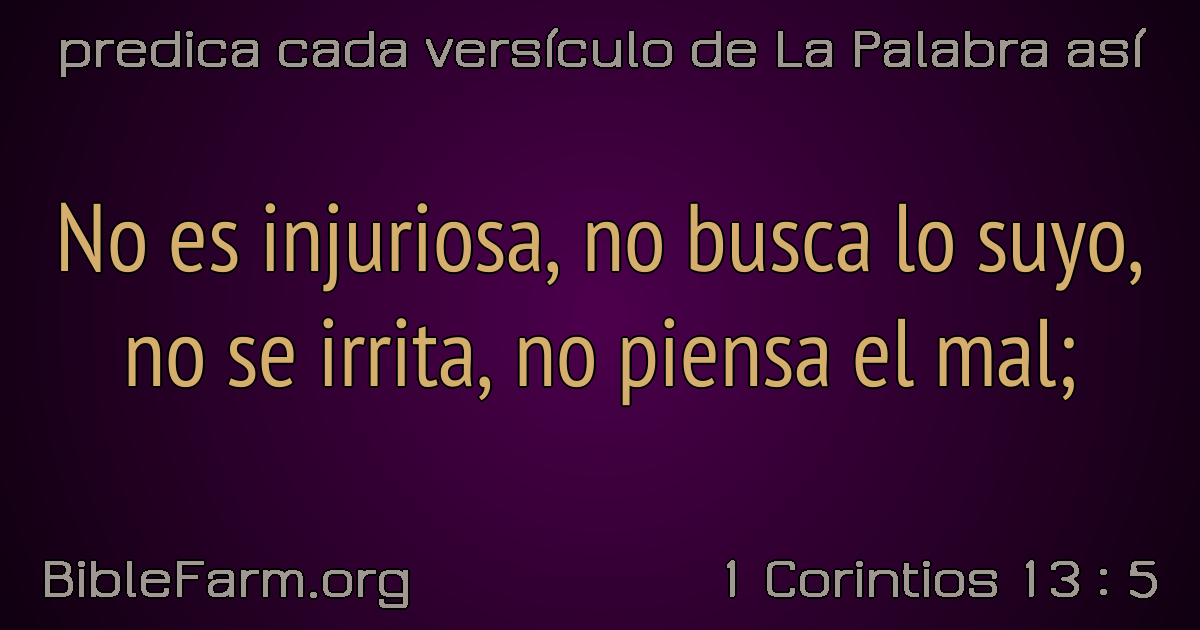 predica cada versículo de La Palabra así
No es injuriosa, no busca lo suyo,
no se irrita, no piensa el mal;
BibleFarm.org
1 Corintios 13 : 5